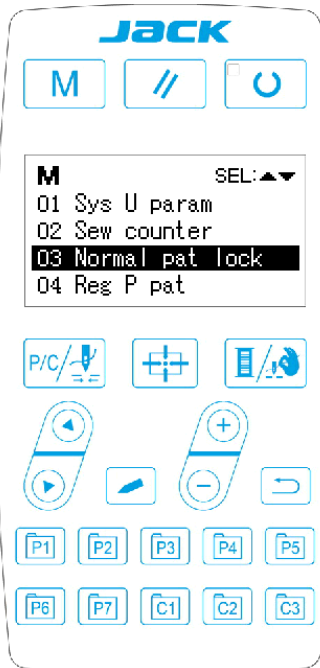 JACK
M
M SEL:▲▼
01 Sys U param
02 Sew counter
03 Normal pat lock
04 Reg P pat
P/C/
P1 P2 P3 P4 P5
P6 P7 C1 C2 C3